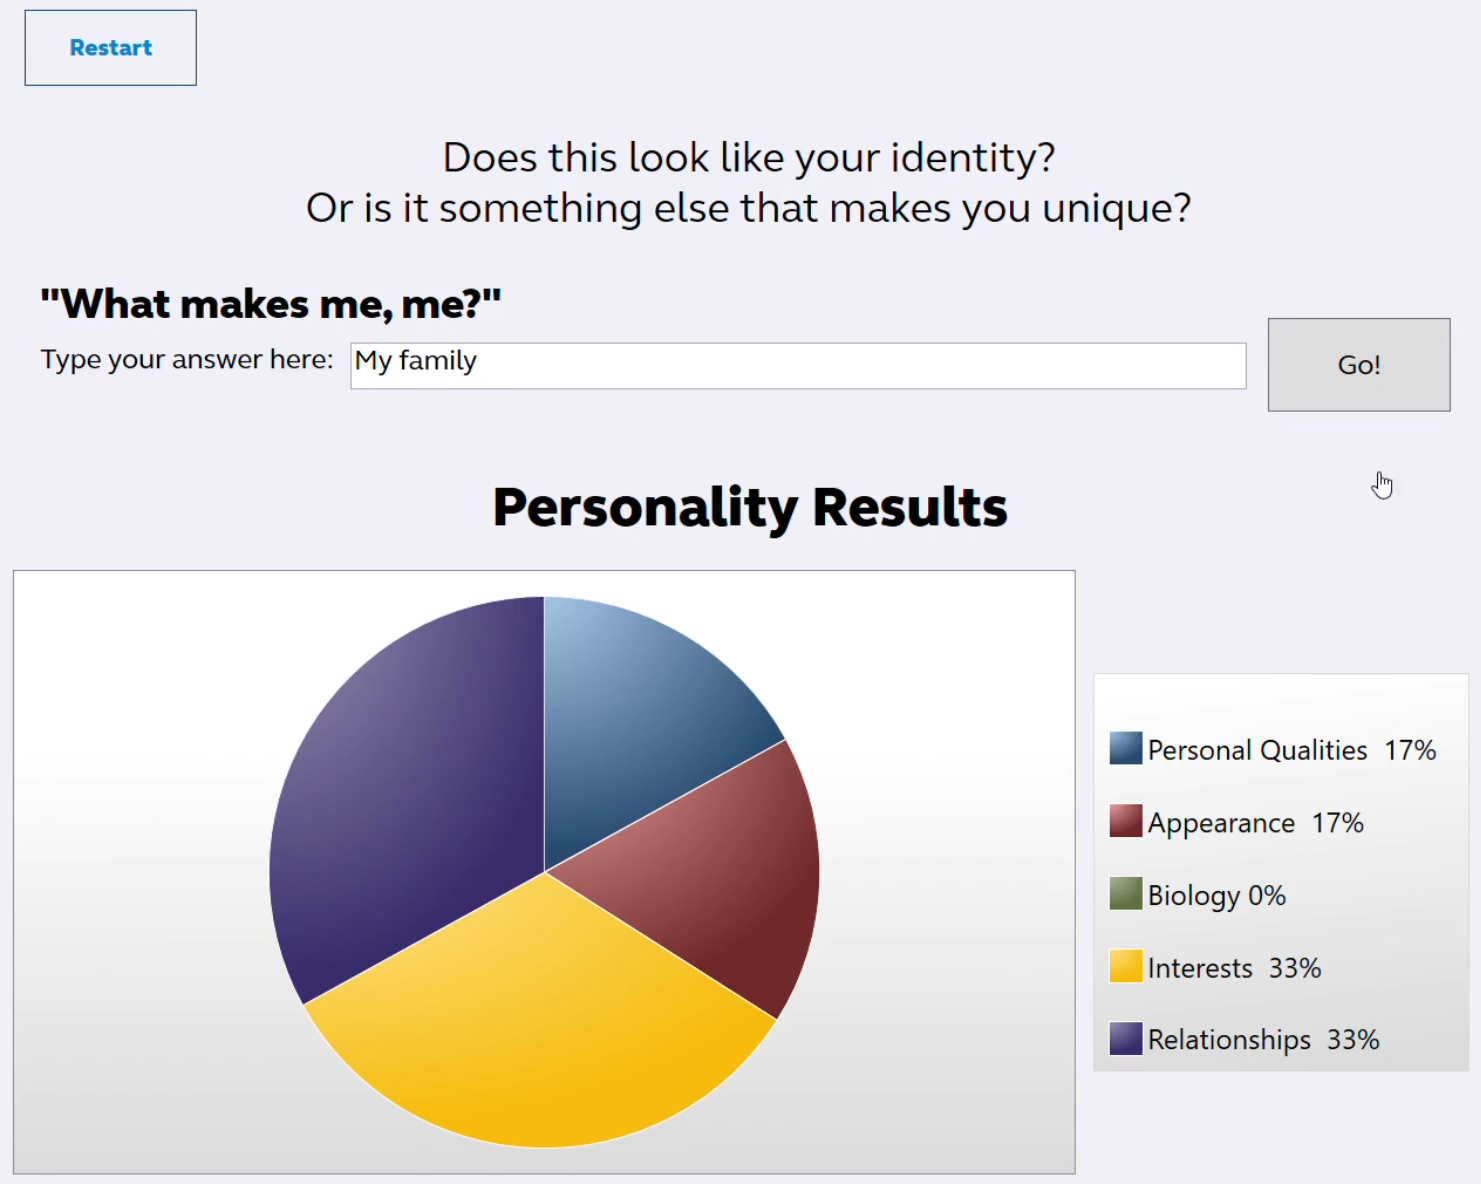 Restart
Does this look like your identity?
Or is it something else that makes you unique?
"What makes me, me?"
Type your answer here: My family
Go!
Personality Results
Personal Qualities 17%
Appearance 17%
Biology 0%
Interests 33%
Relationships 33%